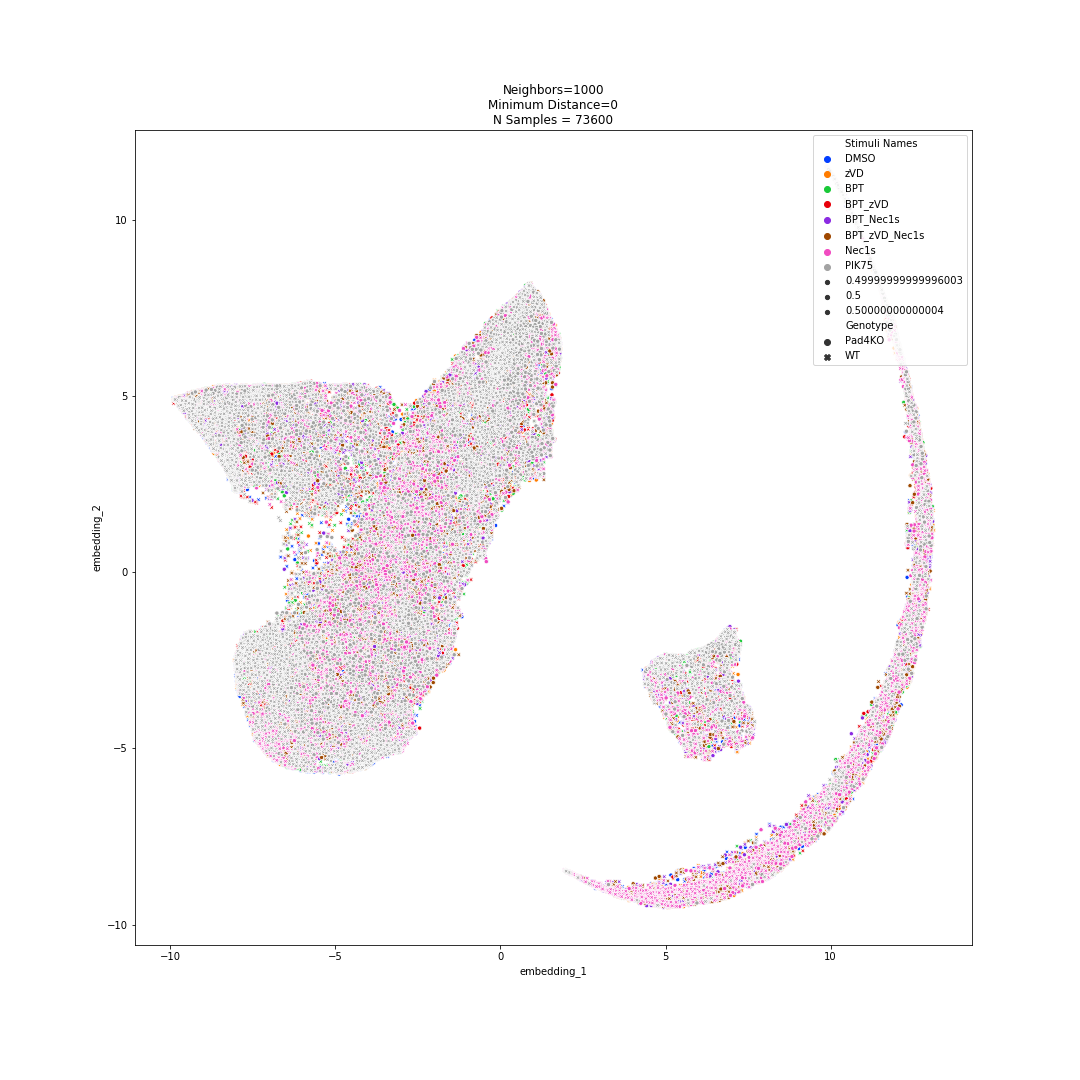 Neighbors=1000
Minimum Distance=0
N Samples = 73600
Stimuli Names
DMSO
zVD
BPT
BPT_zVD
BPT_Nec1s
BPT_zVD_Nec1s
Nec1s
PIK75
0.49999999999996003
0.5
0.50000000000004
Genotype
Pad4KO
WT
10
5
0
−5
−10
embedding_2
−10 −5 0 5 10
embedding_1